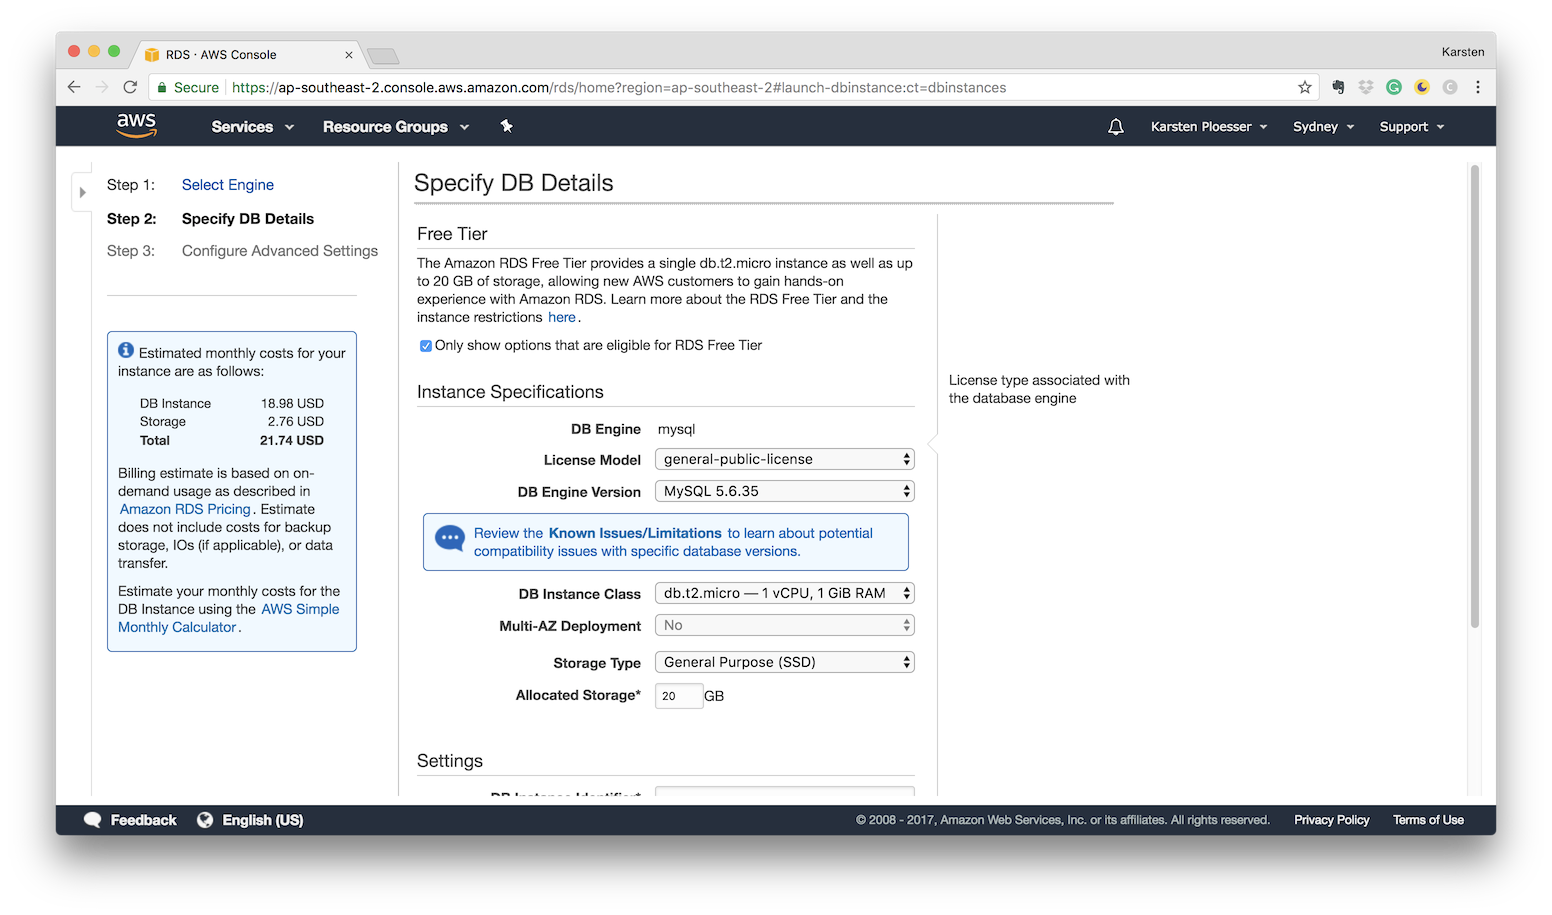 RDS · AWS Console
Karsten
Secure
https://ap-southeast-2.console.aws.amazon.com/rds/home?region=ap-southeast-2#launch-dbinstance:ct=dbinstances
aws
Services
Resource Groups
Karsten Ploesser
Sydney
Support
Step 1: Select Engine
Step 2: Specify DB Details
Step 3: Configure Advanced Settings
Estimated monthly costs for your
instance are as follows:
DB Instance 18.98 USD
Storage 2.76 USD
Total 21.74 USD
Billing estimate is based on on-
demand usage as described in
Amazon RDS Pricing. Estimate
does not include costs for backup
storage, IOs (if applicable), or data
transfer.
Estimate your monthly costs for the
DB Instance using the AWS Simple
Monthly Calculator.
Specify DB Details
Free Tier
The Amazon RDS Free Tier provides a single db.t2.micro instance as well as up
to 20 GB of storage, allowing new AWS customers to gain hands-on
experience with Amazon RDS. Learn more about the RDS Free Tier and the
instance restrictions here.
Only show options that are eligible for RDS Free Tier
Instance Specifications
DB Engine mysql
License Model general-public-license
DB Engine Version MySQL 5.6.35
Review the Known Issues/Limitations to learn about potential
compatibility issues with specific database versions.
DB Instance Class db.t2.micro — 1 vCPU, 1 GiB RAM
Multi-AZ Deployment No
Storage Type General Purpose (SSD)
Allocated Storage* 20 GB
Settings
DB Instance Identifier*
License type associated with
the database engine
Feedback
English (US)
© 2008 - 2017, Amazon Web Services, Inc. or its affiliates. All rights reserved.
Privacy Policy
Terms of Use